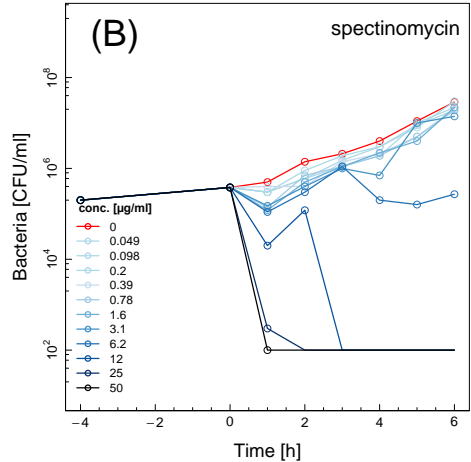 (B)
spectinomycin
Bacteria [CFU/ml]
10^8
10^6
10^4
10^2
conc. [µg/ml]
0
0.049
0.098
0.2
0.39
0.78
1.6
3.1
6.2
12
25
50
−4 −2 0 2 4 6
Time [h]